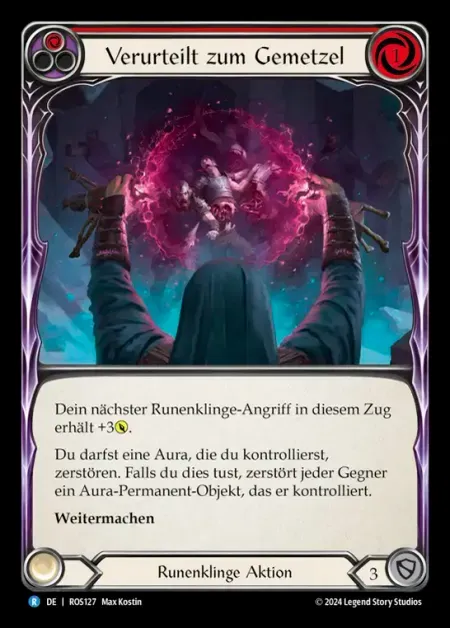 Verurteilt zum Gemetzel
1
Dein nächster Runenklinge-Angriff in diesem Zug
erhält +3.
Du darfst eine Aura, die du kontrollierst,
zerstören. Falls du dies tust, zerstört jeder Gegner
ein Aura-Permanent-Objekt, das er kontrolliert.
Weitermachen
Runenklinge Aktion
3
R DE | ROS127 Max Kostin
© 2024 Legend Story Studios